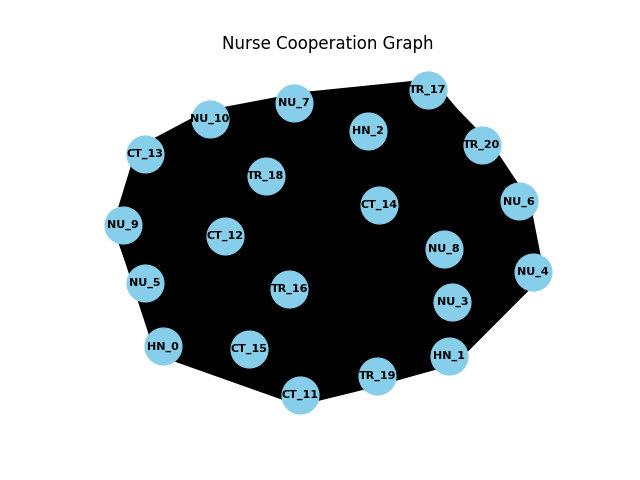 Nurse Cooperation Graph
TR_17
NU_7
NU_10
HN_2
TR_20
CT_13
TR_18
NU_6
CT_14
NU_9
CT_12
NU_8
NU_4
NU_5
TR_16
NU_3
HN_0
CT_15
HN_1
TR_19
CT_11